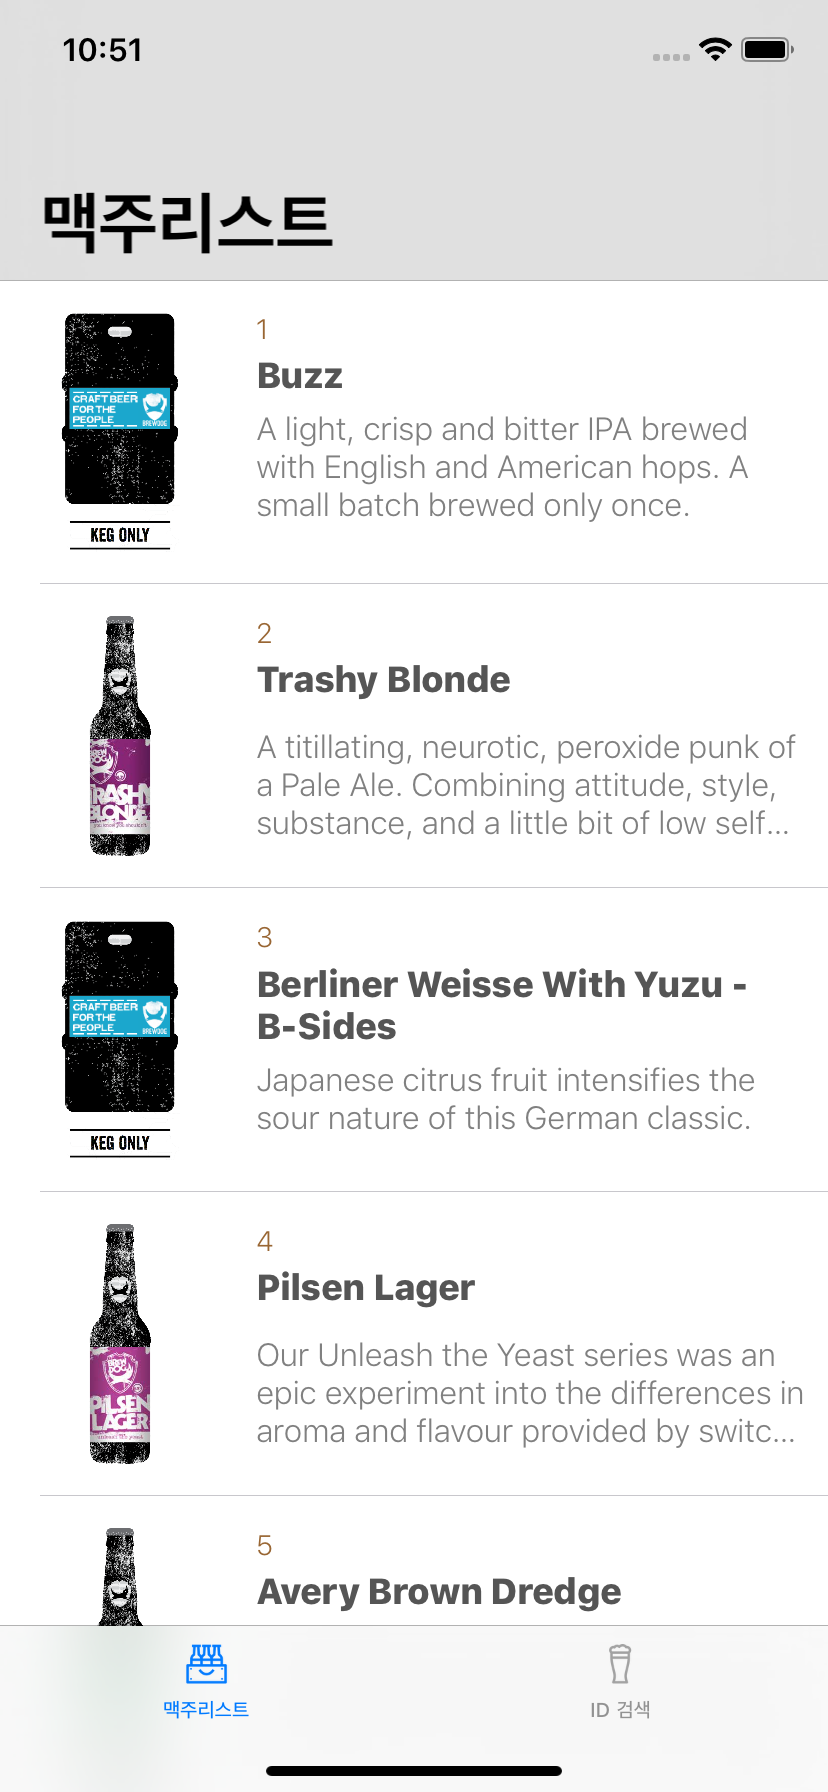 10:51
맥주리스트
CRAFT BEER
FOR THE
PEOPLE
BREWDOG
KEG ONLY
1
Buzz
A light, crisp and bitter IPA brewed
with English and American hops. A
small batch brewed only once.
TRASHY
BLONDE
2
Trashy Blonde
A titillating, neurotic, peroxide punk of
a Pale Ale. Combining attitude, style,
substance, and a little bit of low self...
CRAFT BEER
FOR THE
PEOPLE
BREWDOG
KEG ONLY
3
Berliner Weisse With Yuzu -
B-Sides
Japanese citrus fruit intensifies the
sour nature of this German classic.
PILSEN
LAGER
4
Pilsen Lager
Our Unleash the Yeast series was an
epic experiment into the differences in
aroma and flavour provided by switc...
5
Avery Brown Dredge
맥주리스트
ID 검색